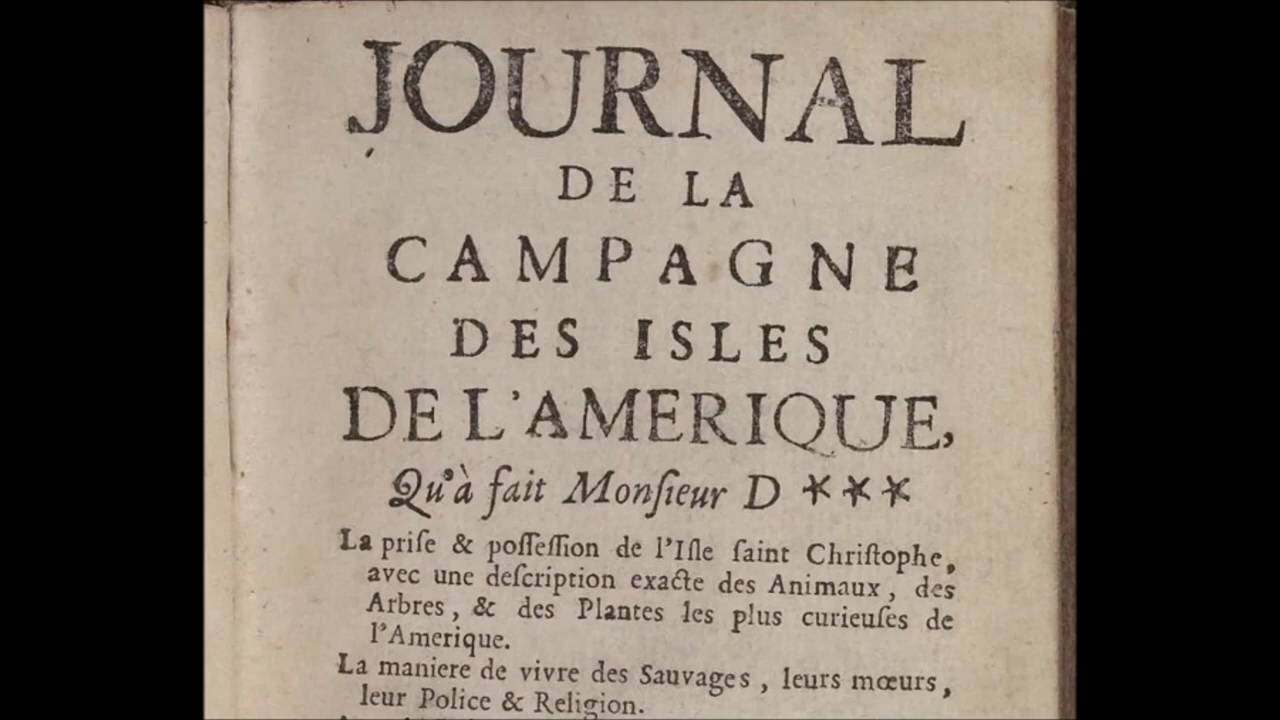 JOURNAL
DE LA
CAMPAGNE
DES ISLES
DE L'AMERIQUE,
Qu'à fait Monſieur D ***
La priſe & poſſeſſion de l'Iſle ſaint Chriſtophe,
avec une deſcription exacte des Animaux, des
Arbres, & des Plantes les plus curieuſes de
l'Amerique.
La maniere de vivre des Sauvages, leurs mœurs,
leur Police & Religion.